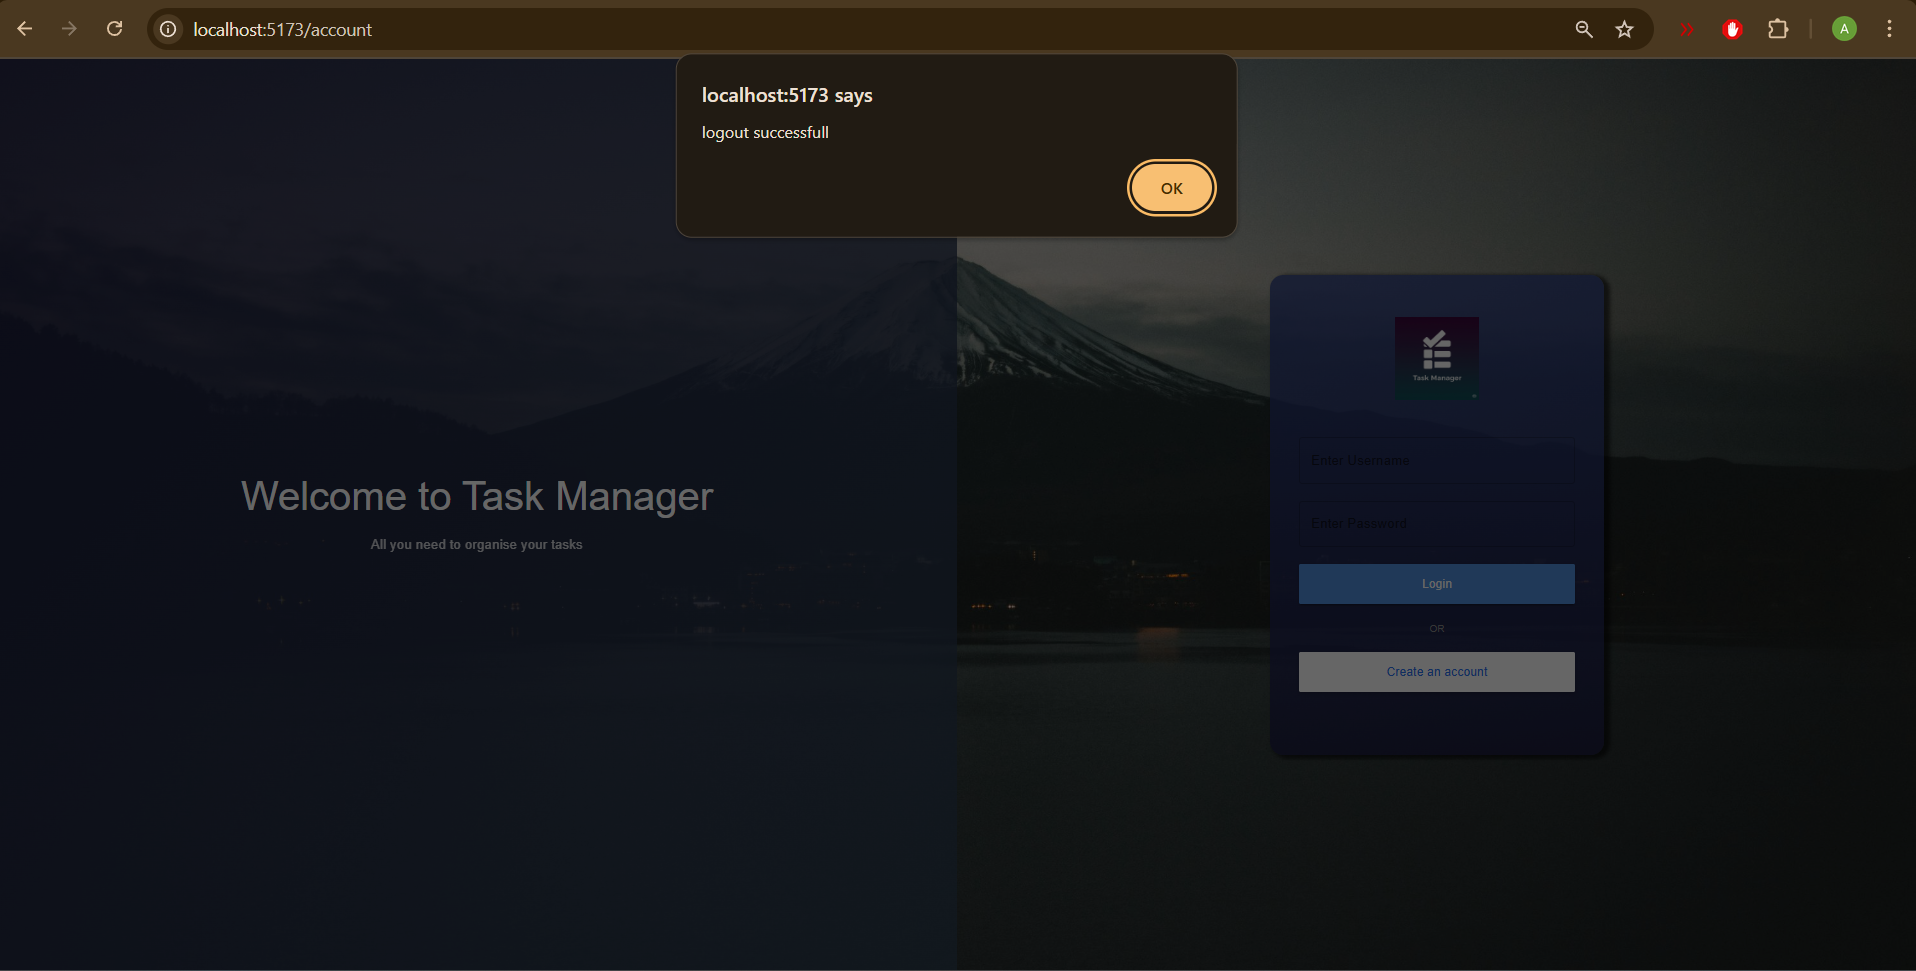 localhost:5173/account
A
localhost:5173 says
logout successfull
OK
Task Manager
Welcome to Task Manager
All you need to organise your tasks
Enter Username
Enter Password
Login
OR
Create an account